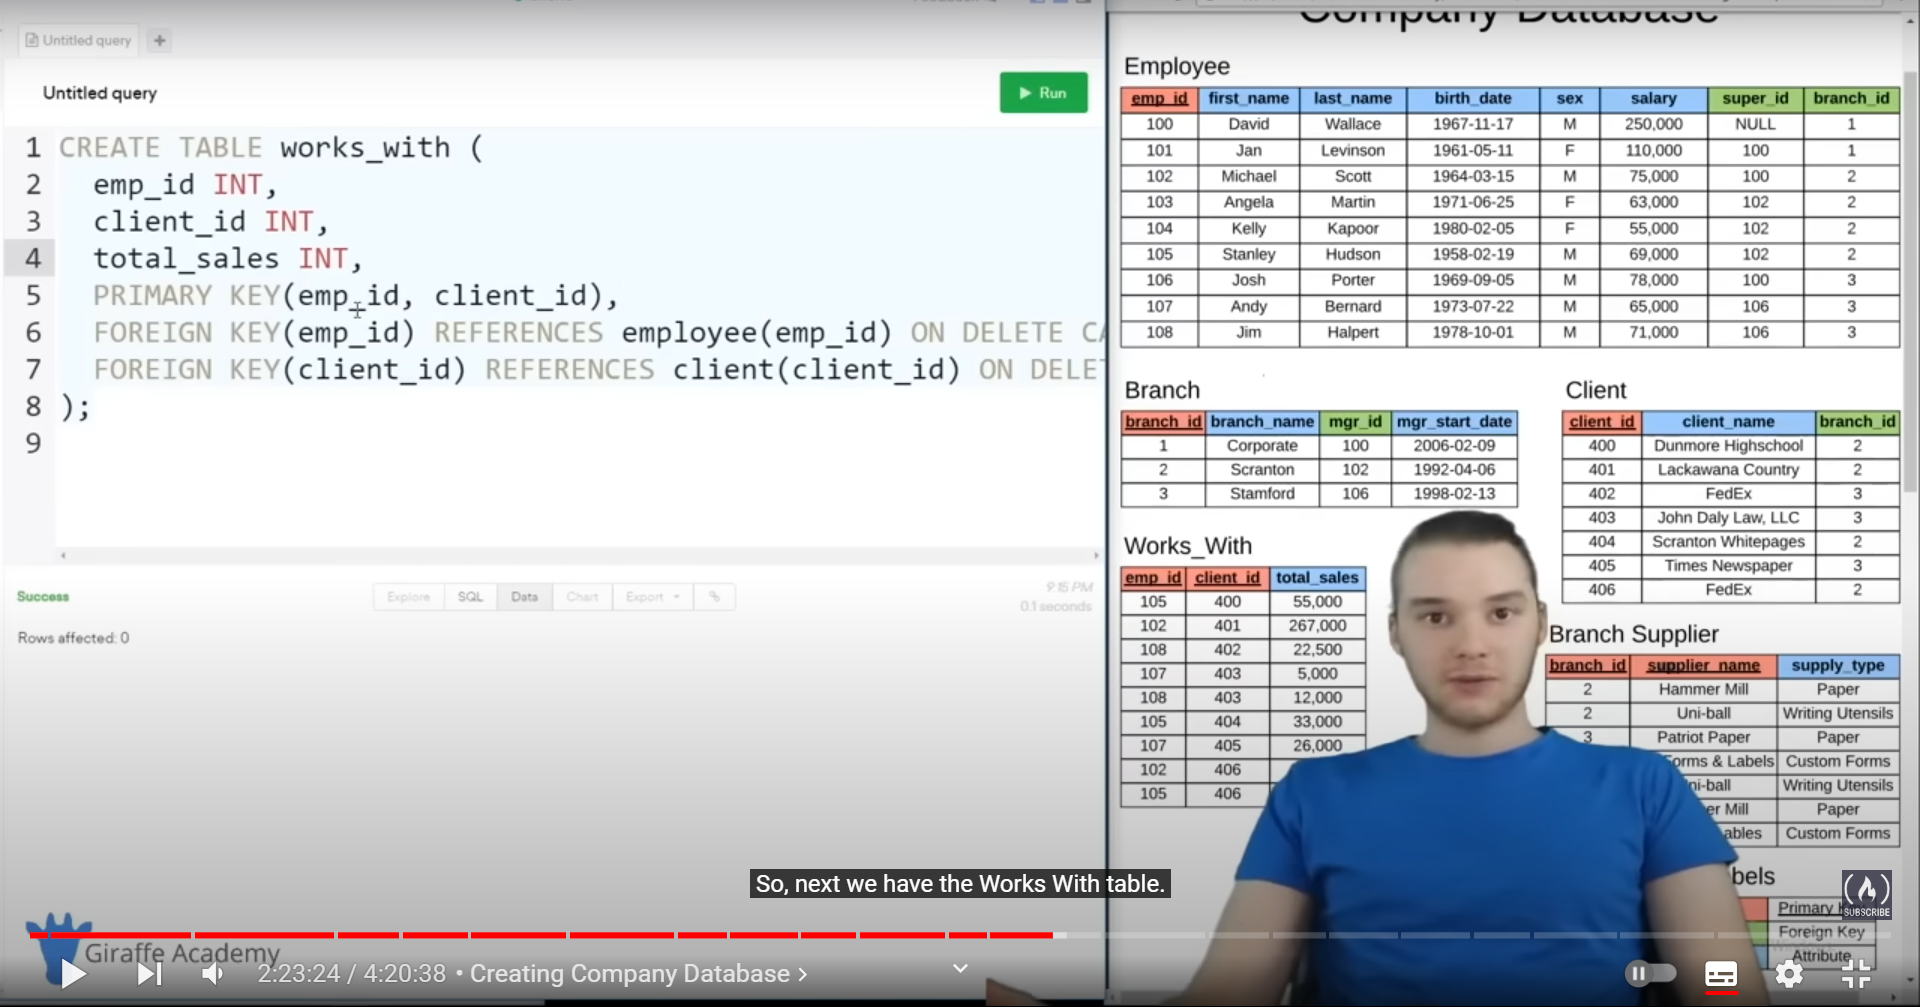 Untitled query +
Untitled query
Run
1 CREATE TABLE works_with (
2 emp_id INT,
3 client_id INT,
4 total_sales INT,
5 PRIMARY KEY(emp_id, client_id),
6 FOREIGN KEY(emp_id) REFERENCES employee(emp_id) ON DELETE CA
7 FOREIGN KEY(client_id) REFERENCES client(client_id) ON DELET
8 );
9
Success
Explore SQL Data Chart Export
9:15 PM
0.1 seconds
Rows affected: 0
Company Database
Employee
emp_id first_name last_name birth_date sex salary super_id branch_id
100 David Wallace 1967-11-17 M 250,000 NULL 1
101 Jan Levinson 1961-05-11 F 110,000 100 1
102 Michael Scott 1964-03-15 M 75,000 100 2
103 Angela Martin 1971-06-25 F 63,000 102 2
104 Kelly Kapoor 1980-02-05 F 55,000 102 2
105 Stanley Hudson 1958-02-19 M 69,000 102 2
106 Josh Porter 1969-09-05 M 78,000 100 3
107 Andy Bernard 1973-07-22 M 65,000 106 3
108 Jim Halpert 1978-10-01 M 71,000 106 3
Branch
branch_id branch_name mgr_id mgr_start_date
1 Corporate 100 2006-02-09
2 Scranton 102 1992-04-06
3 Stamford 106 1998-02-13
Client
client_id client_name branch_id
400 Dunmore Highschool 2
401 Lackawana Country 2
402 FedEx 3
403 John Daly Law, LLC 3
404 Scranton Whitepages 2
405 Times Newspaper 3
406 FedEx 2
Works_With
emp_id client_id total_sales
105 400 55,000
102 401 267,000
108 402 22,500
107 403 5,000
108 403 12,000
105 404 33,000
107 405 26,000
102 406
105 406
Branch Supplier
branch_id supplier_name supply_type
2 Hammer Mill Paper
2 Uni-ball Writing Utensils
3 Patriot Paper Paper
orms & Labels Custom Forms
ni-ball Writing Utensils
er Mill Paper
ables Custom Forms
bels
Primary
Foreign Key
Attribute
SUBSCRIBE
So, next we have the Works With table.
Giraffe Academy
2:23:24 / 4:20:38 • Creating Company Database >